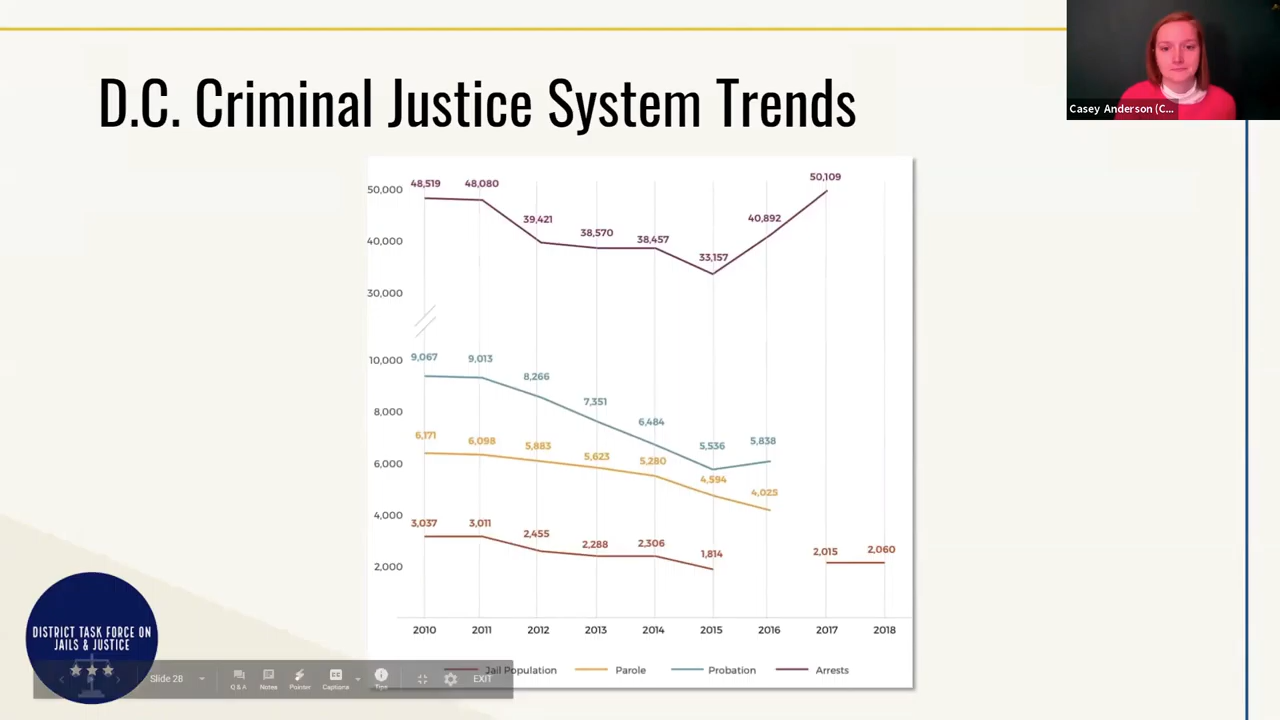 D.C. Criminal Justice System Trends
Casey Anderson (C...
50,109
48,519 48,080
50,000
39,421 40,892
38,570
38,457
40,000
33,157
30,000
10,000
9,067 9,013
8,266
7,351
8,000
6,484
6,171 6,098 5,883 5,623 5,280 5,536 5,838
6,000
4,594
4,025
4,000
3,037 3,011
2,455 2,288 2,306 1,814 2,015 2,060
2,000
2010 2011 2012 2013 2014 2015 2016 2017 2018
Jail Population Parole Probation Arrests
DISTRICT TASK FORCE ON
JAILS & JUSTICE
Slide 28
Q & A Notes Pointer Captions Tips EXIT